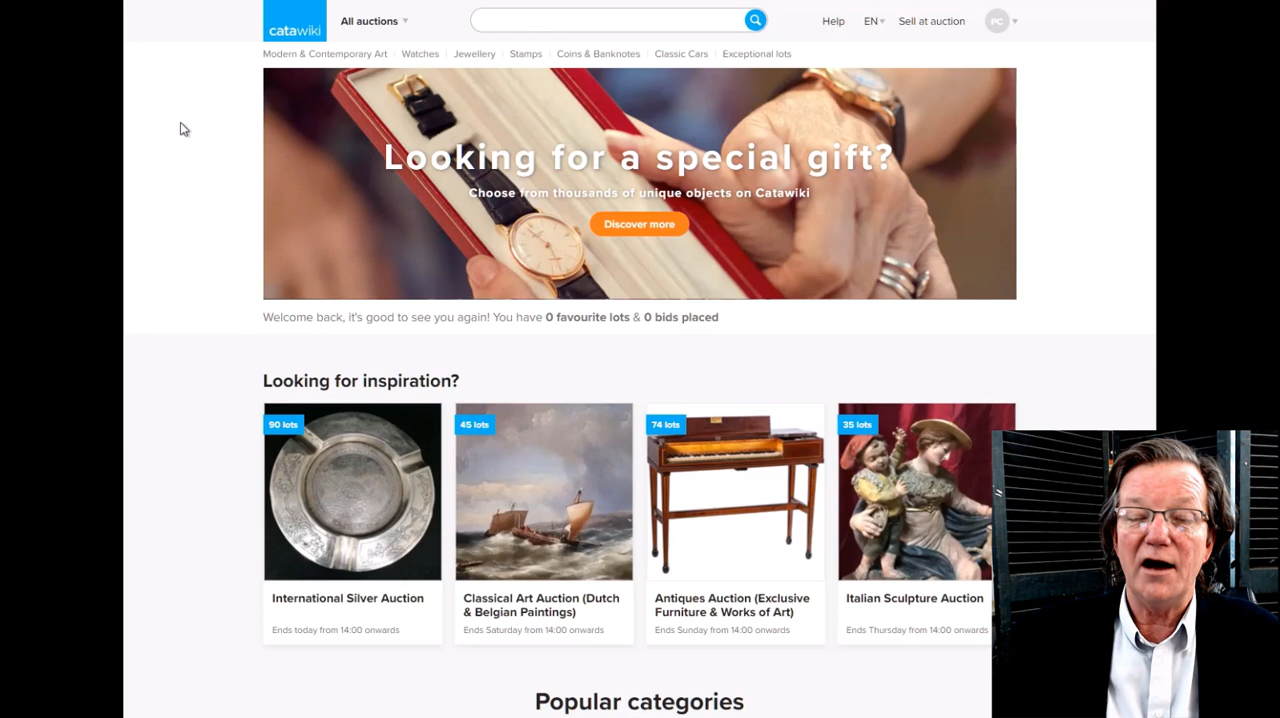 catawiki
All auctions
Help
EN
Sell at auction
PC
Modern & Contemporary Art
Watches
Jewellery
Stamps
Coins & Banknotes
Classic Cars
Exceptional lots
Looking for a special gift?
Choose from thousands of unique objects on Catawiki
Discover more
Welcome back, it's good to see you again! You have 0 favourite lots & 0 bids placed
Looking for inspiration?
90 lots
International Silver Auction
Ends today from 14:00 onwards
45 lots
Classical Art Auction (Dutch
& Belgian Paintings)
Ends Saturday from 14:00 onwards
74 lots
Antiques Auction (Exclusive
Furniture & Works of Art)
Ends Sunday from 14:00 onwards
35 lots
Italian Sculpture Auction
Ends Thursday from 14:00 onwards
Popular categories